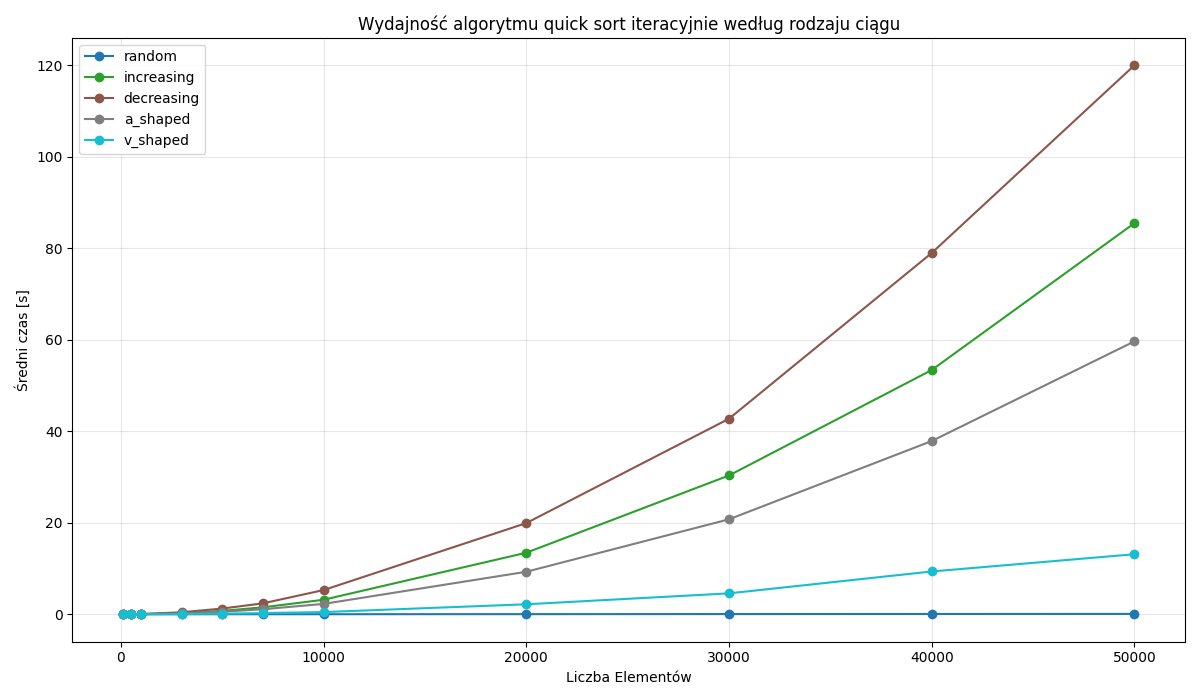 Wydajność algorytmu quick sort iteracyjnie według rodzaju ciągu
random
increasing
decreasing
a_shaped
v_shaped
120
100
80
60
40
20
0
Średni czas [s]
0
10000
20000
30000
40000
50000
Liczba Elementów